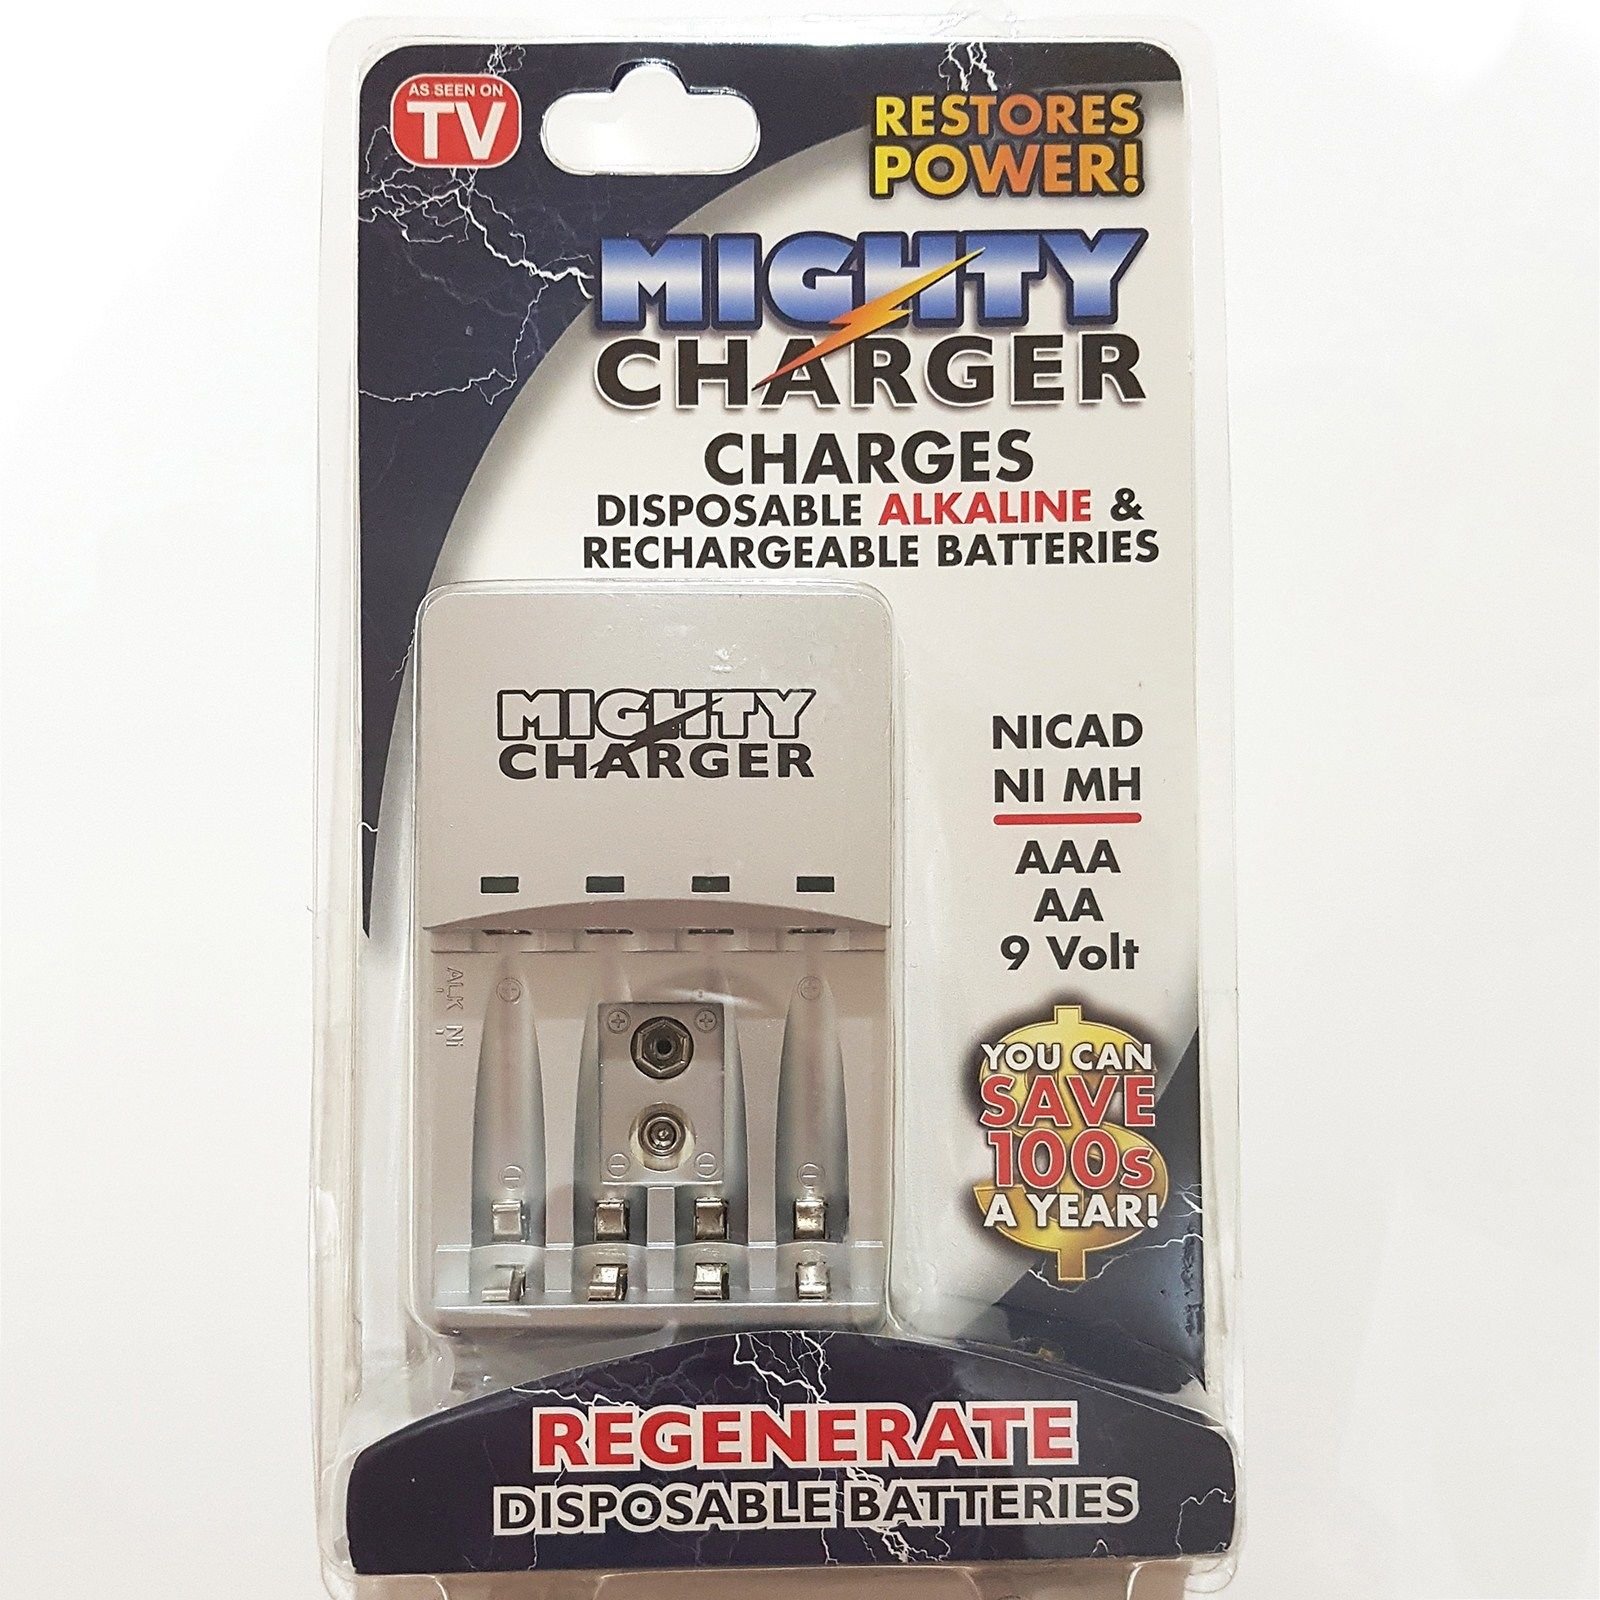 AS SEEN ON
TV
RESTORES
POWER!
MIGHTY
CHARGER
CHARGES
DISPOSABLE ALKALINE &
RECHARGEABLE BATTERIES
MIGHTY
CHARGER
NICAD
NI MH
AAA
AA
9 Volt
ALK Ni
YOU CAN
SAVE
100s
A YEAR!
REGENERATE
DISPOSABLE BATTERIES